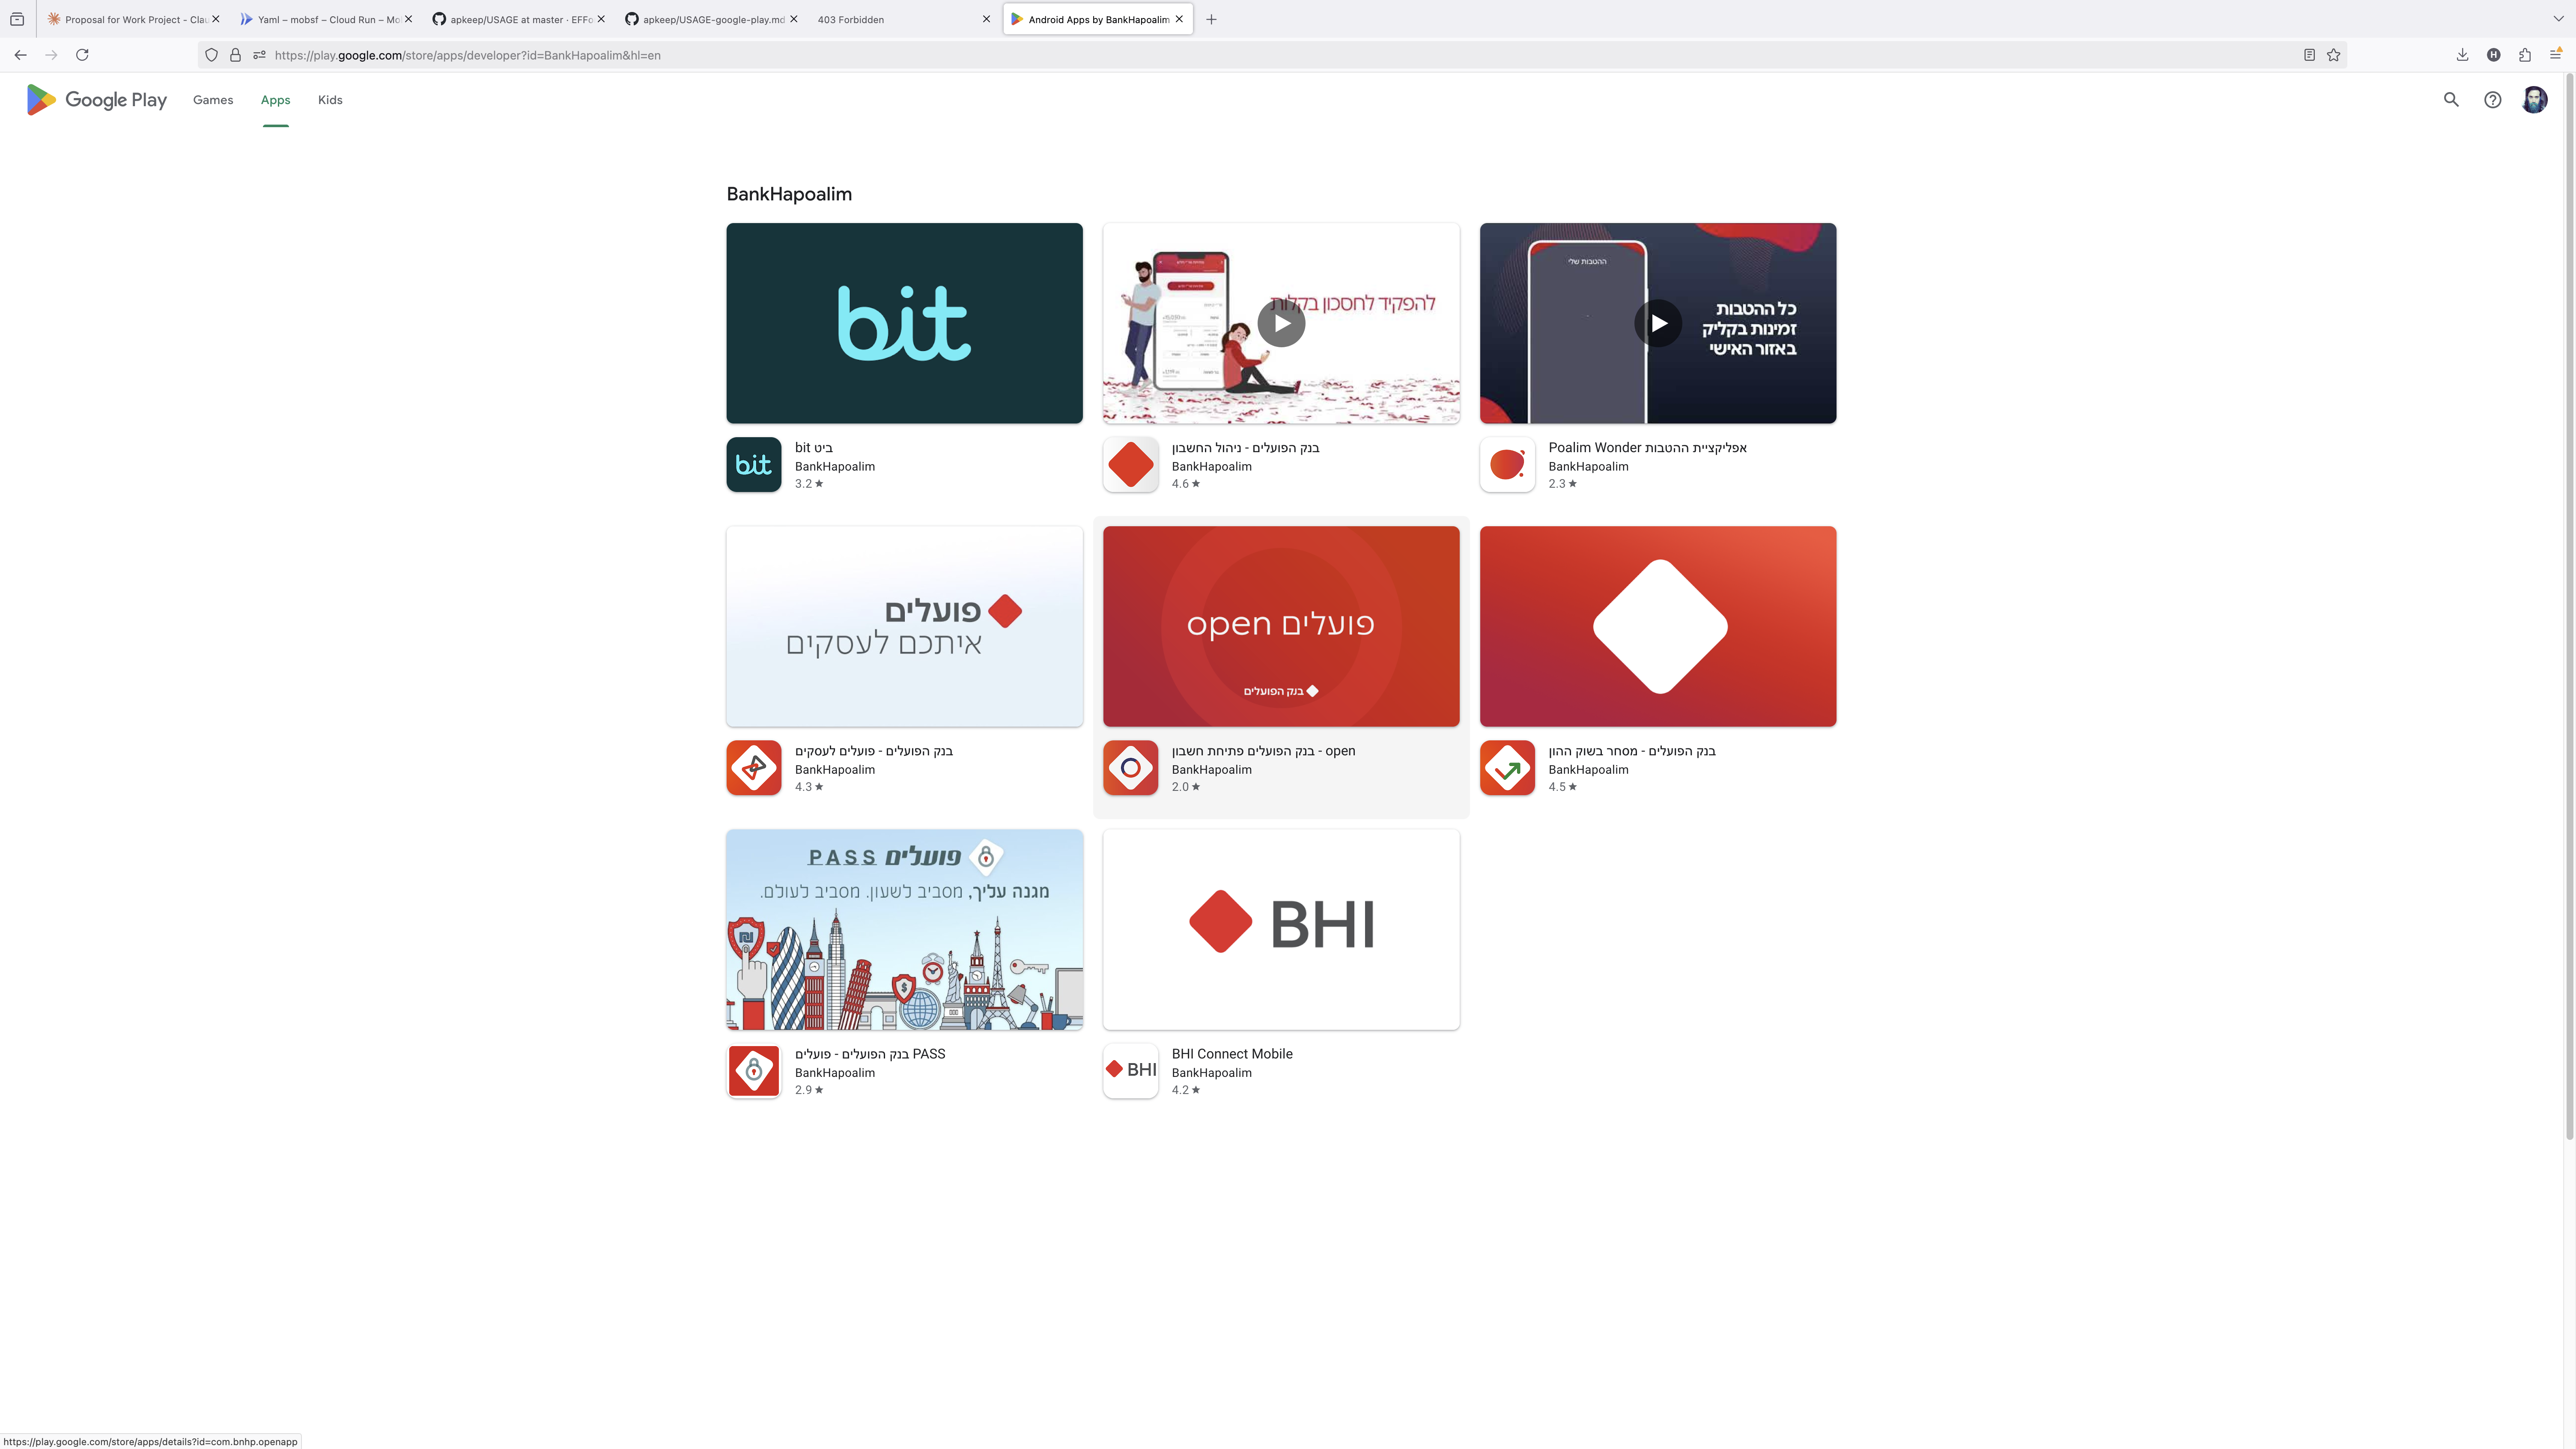 Proposal for Work Project - Clau
Yaml – mobsf – Cloud Run – Mo
apkeep/USAGE at master · EFFo
apkeep/USAGE-google-play.md
403 Forbidden
Android Apps by BankHapoalim
https://play.google.com/store/apps/developer?id=BankHapoalim&hl=en
Google Play
Games
Apps
Kids
BankHapoalim
bit
להפקיד לחסכון בקלות
ההטבות שלי
כל ההטבות
זמינות בקליק
באזור האישי
bit
bit ביט
BankHapoalim
3.2
בנק הפועלים - ניהול החשבון
BankHapoalim
4.6
Poalim Wonder אפליקציית ההטבות
BankHapoalim
2.3
פועלים
איתכם לעסקים
פועלים open
בנק הפועלים
בנק הפועלים - פועלים לעסקים
BankHapoalim
4.3
בנק הפועלים פתיחת חשבון - open
BankHapoalim
2.0
בנק הפועלים - מסחר בשוק ההון
BankHapoalim
4.5
פועלים PASS
מגנה עליך, מסביב לשעון. מסביב לעולם.
BHI
בנק הפועלים - פועלים PASS
BankHapoalim
2.9
BHI
BHI Connect Mobile
BankHapoalim
4.2
https://play.google.com/store/apps/details?id=com.bnhp.openapp